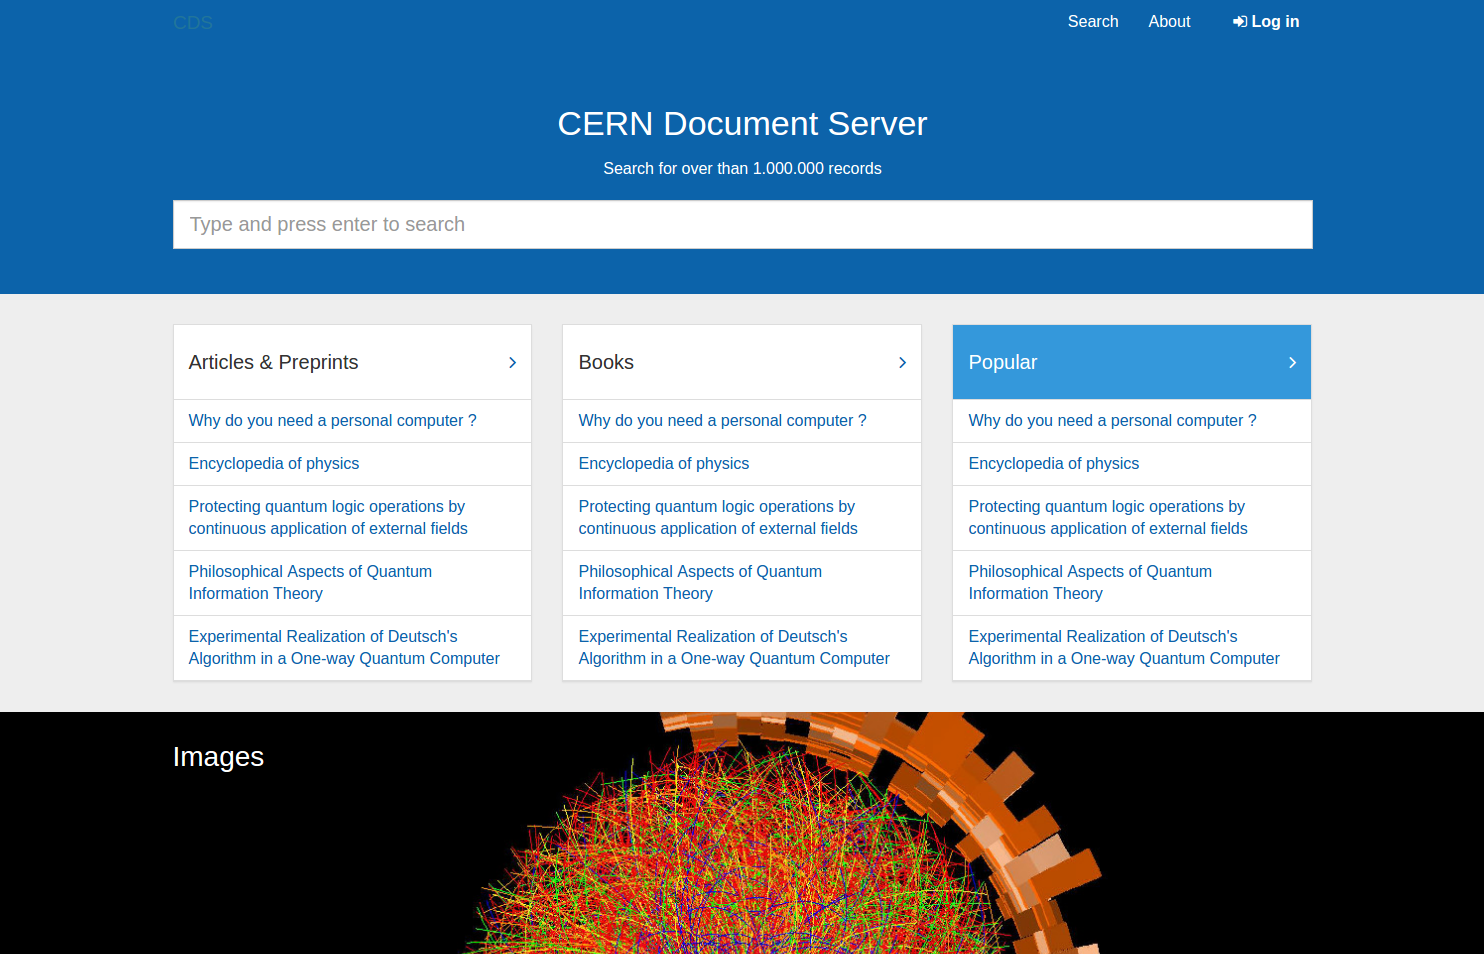 CDS
Search
About
Log in
CERN Document Server
Search for over than 1.000.000 records
Type and press enter to search
Articles & Preprints
Why do you need a personal computer ?
Encyclopedia of physics
Protecting quantum logic operations by
continuous application of external fields
Philosophical Aspects of Quantum
Information Theory
Experimental Realization of Deutsch's
Algorithm in a One-way Quantum Computer
Books
Why do you need a personal computer ?
Encyclopedia of physics
Protecting quantum logic operations by
continuous application of external fields
Philosophical Aspects of Quantum
Information Theory
Experimental Realization of Deutsch's
Algorithm in a One-way Quantum Computer
Popular
Why do you need a personal computer ?
Encyclopedia of physics
Protecting quantum logic operations by
continuous application of external fields
Philosophical Aspects of Quantum
Information Theory
Experimental Realization of Deutsch's
Algorithm in a One-way Quantum Computer
Images